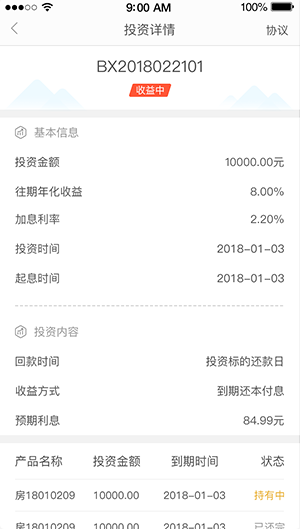 9:00 AM 100%
投资详情 协议
BX2018022101
收益中
基本信息
投资金额 10000.00元
往期年化收益 8.00%
加息利率 2.20%
投资时间 2018-01-03
起息时间 2018-01-03
投资内容
回款时间 投资标的还款日
收益方式 到期还本付息
预期利息 84.99元
产品名称 投资金额 到期时间 状态
房18010209 10000.00 2018-01-03 持有中
房18010209 10000.00 2018-01-03